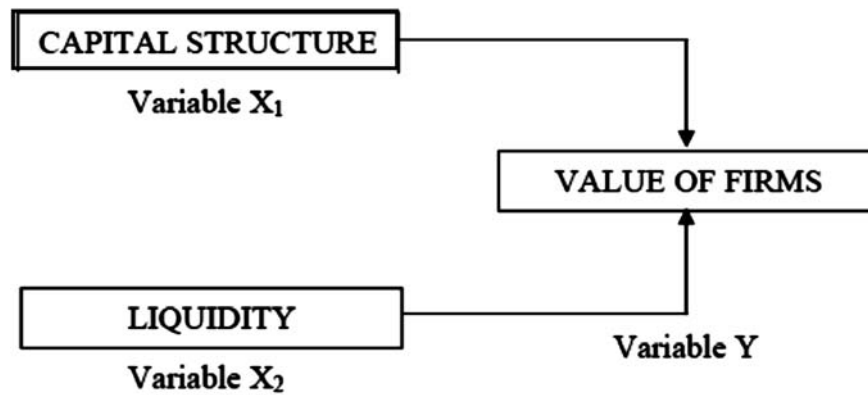 CAPITAL STRUCTURE
Variable X₁
VALUE OF FIRMS
LIQUIDITY
Variable Y
Variable X₂